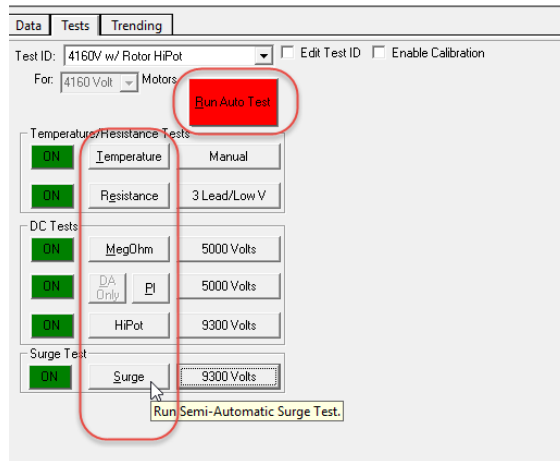 Data Tests Trending
Test ID: 4160V w/ Rotor HiPot Edit Test ID Enable Calibration
For: 4160 Volt Motors
Run Auto Test
Temperature/Resistance Tests
ON Temperature Manual
ON Resistance 3 Lead/Low V
DC Tests
ON MegOhm 5000 Volts
ON DA Only PI 5000 Volts
ON HiPot 9300 Volts
Surge Test
ON Surge 9300 Volts
Run Semi-Automatic Surge Test.